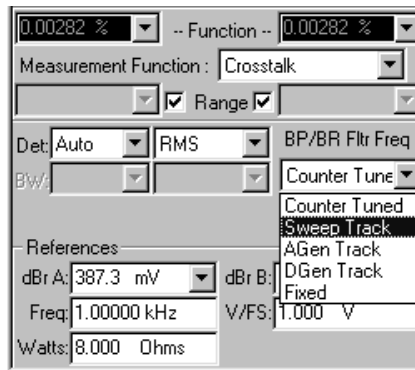 0.00282 % -- Function -- 0.00282 %
Measurement Function : Crosstalk
Range
Det: Auto RMS BP/BR Fltr Freq
BW: Counter Tune
Counter Tuned
Sweep Track
AGen Track
DGen Track
Fixed
References
dBr A: 387.3 mV dBr B:
Freq: 1.00000 kHz V/FS: 1.000 V
Watts: 8.000 Ohms